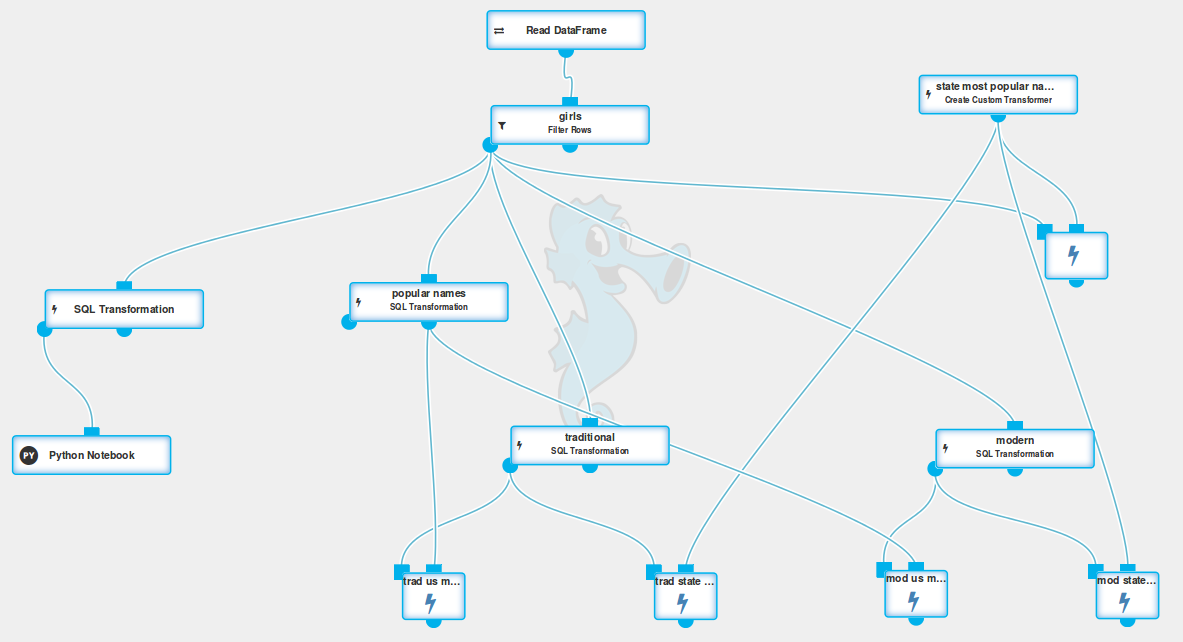 Read DataFrame
state most popular na...
Create Custom Transformer
girls
Filter Rows
SQL Transformation
popular names
SQL Transformation
traditional
SQL Transformation
modern
SQL Transformation
PY Python Notebook
trad us m...
trad state ...
mod us m...
mod state...